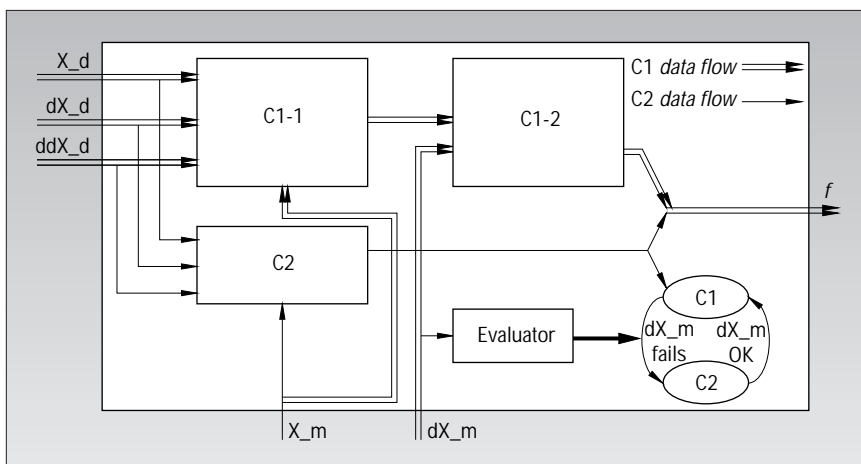 X_d
dX_d
ddX_d
C1-1
C1-2
C1 data flow
C2 data flow
f
C2
Evaluator
C1
dX_m
fails
dX_m
OK
C2
X_m
dX_m